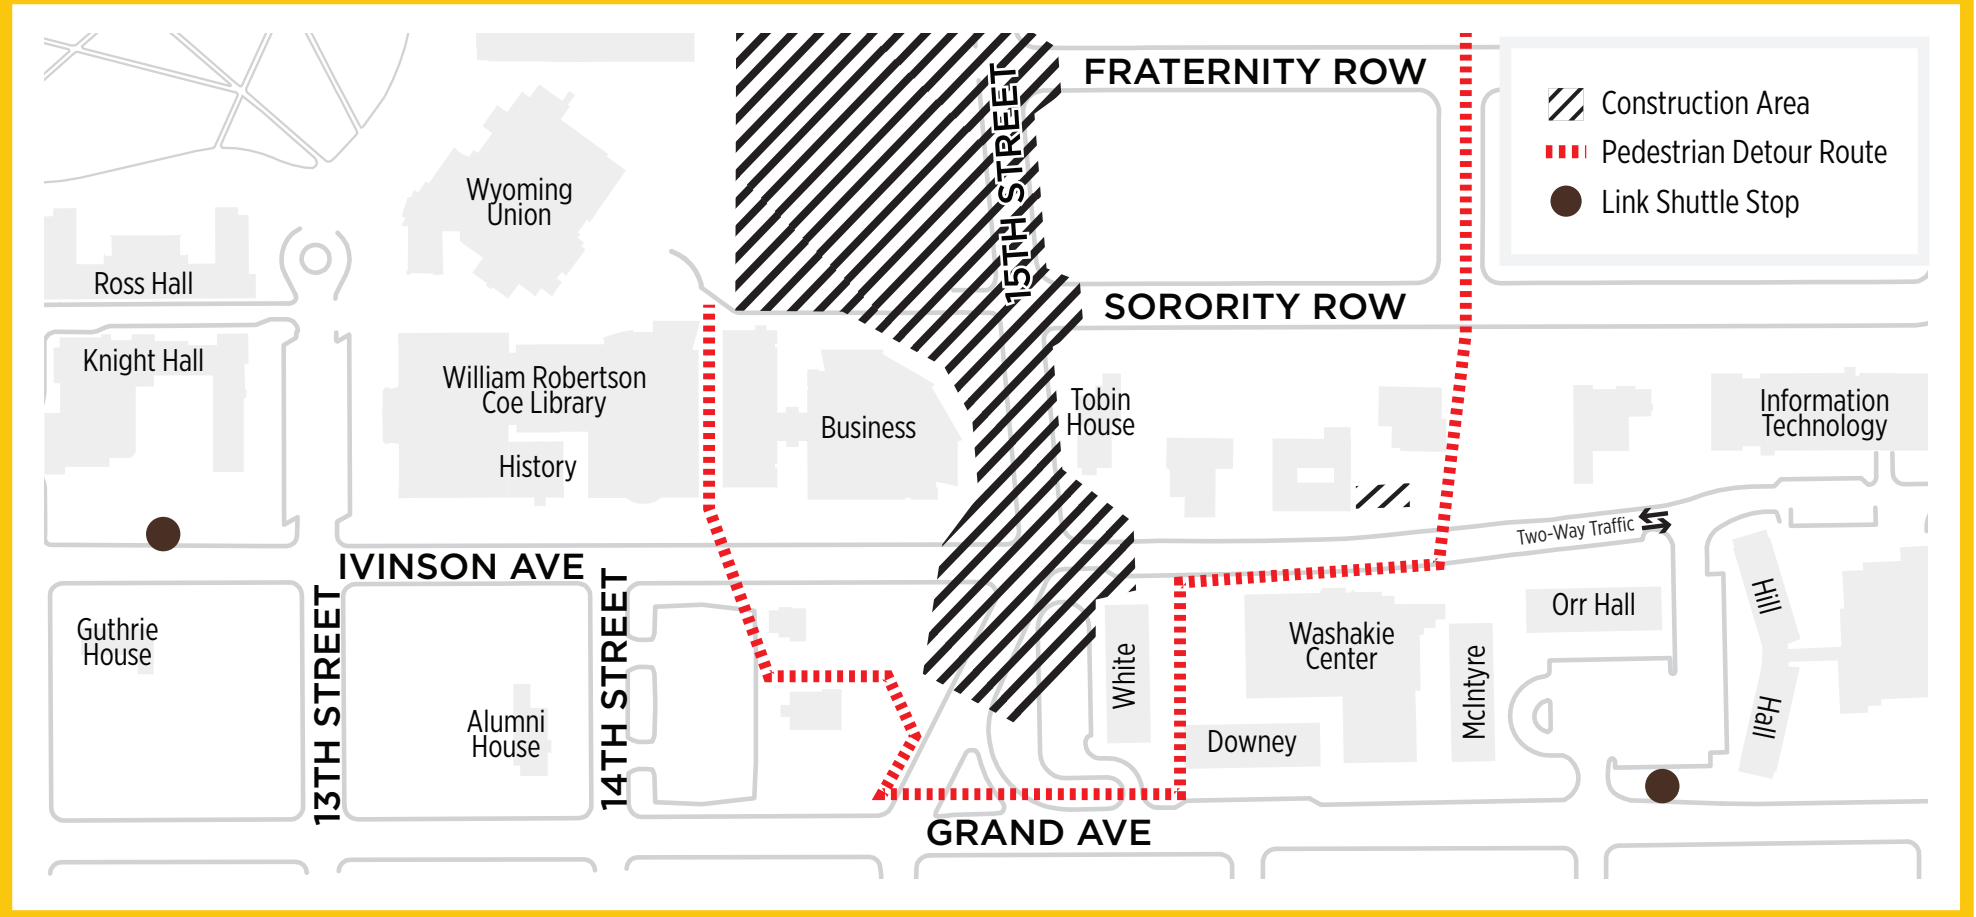 FRATERNITY ROW
Construction Area
Pedestrian Detour Route
Link Shuttle Stop
15TH STREET
Wyoming
Union
Ross Hall
SORORITY ROW
Knight Hall
William Robertson
Coe Library
History
Business
Tobin
House
Information
Technology
Two-Way Traffic
IVINSON AVE
13TH STREET
14TH STREET
Guthrie
House
Alumni
House
White
Washakie
Center
Downey
McIntyre
Orr Hall
Hill
Hall
GRAND AVE